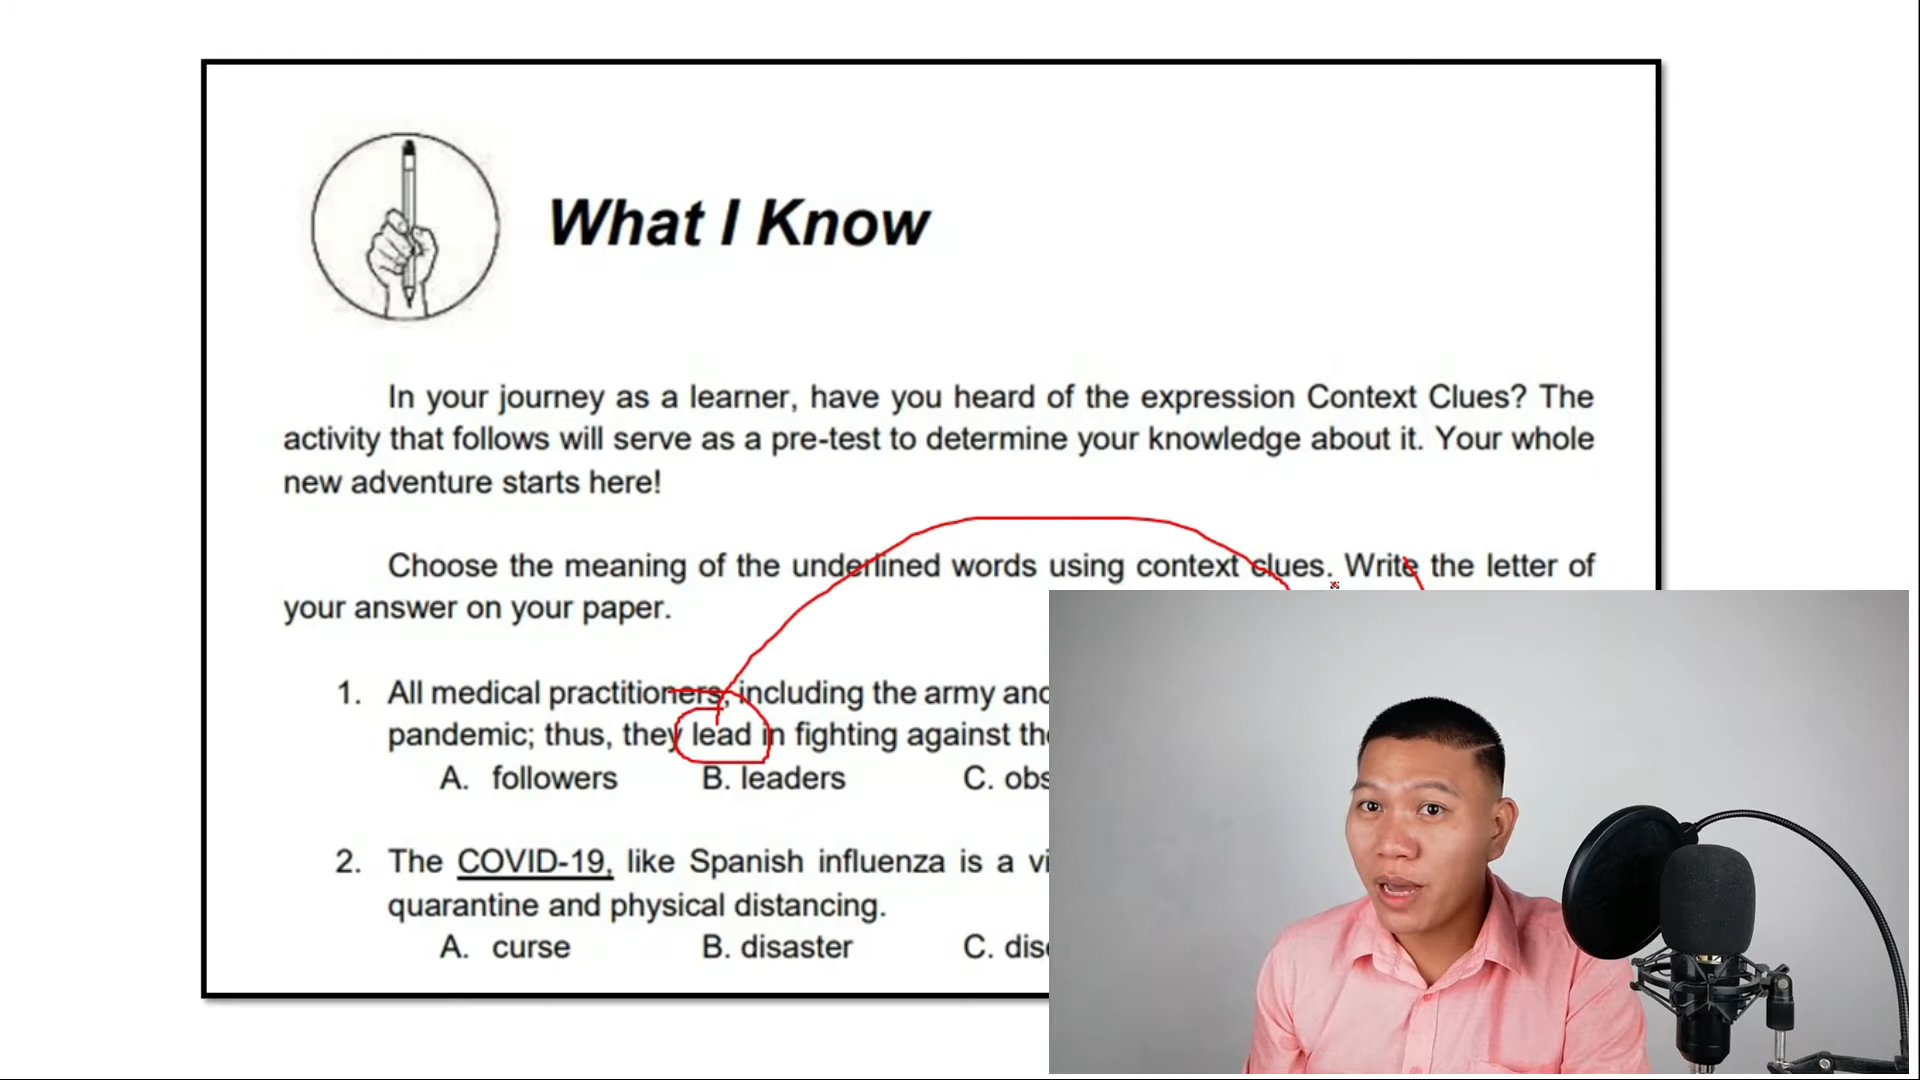 What I Know
In your journey as a learner, have you heard of the expression Context Clues? The
activity that follows will serve as a pre-test to determine your knowledge about it. Your whole
new adventure starts here!
Choose the meaning of the underlined words using context clues. Write the letter of
your answer on your paper.
1. All medical practitioners, including the army and
pandemic; thus, they lead in fighting against the
A. followers B. leaders C.
2. The COVID-19, like Spanish influenza is a
quarantine and physical distancing.
A. curse B. disaster C.